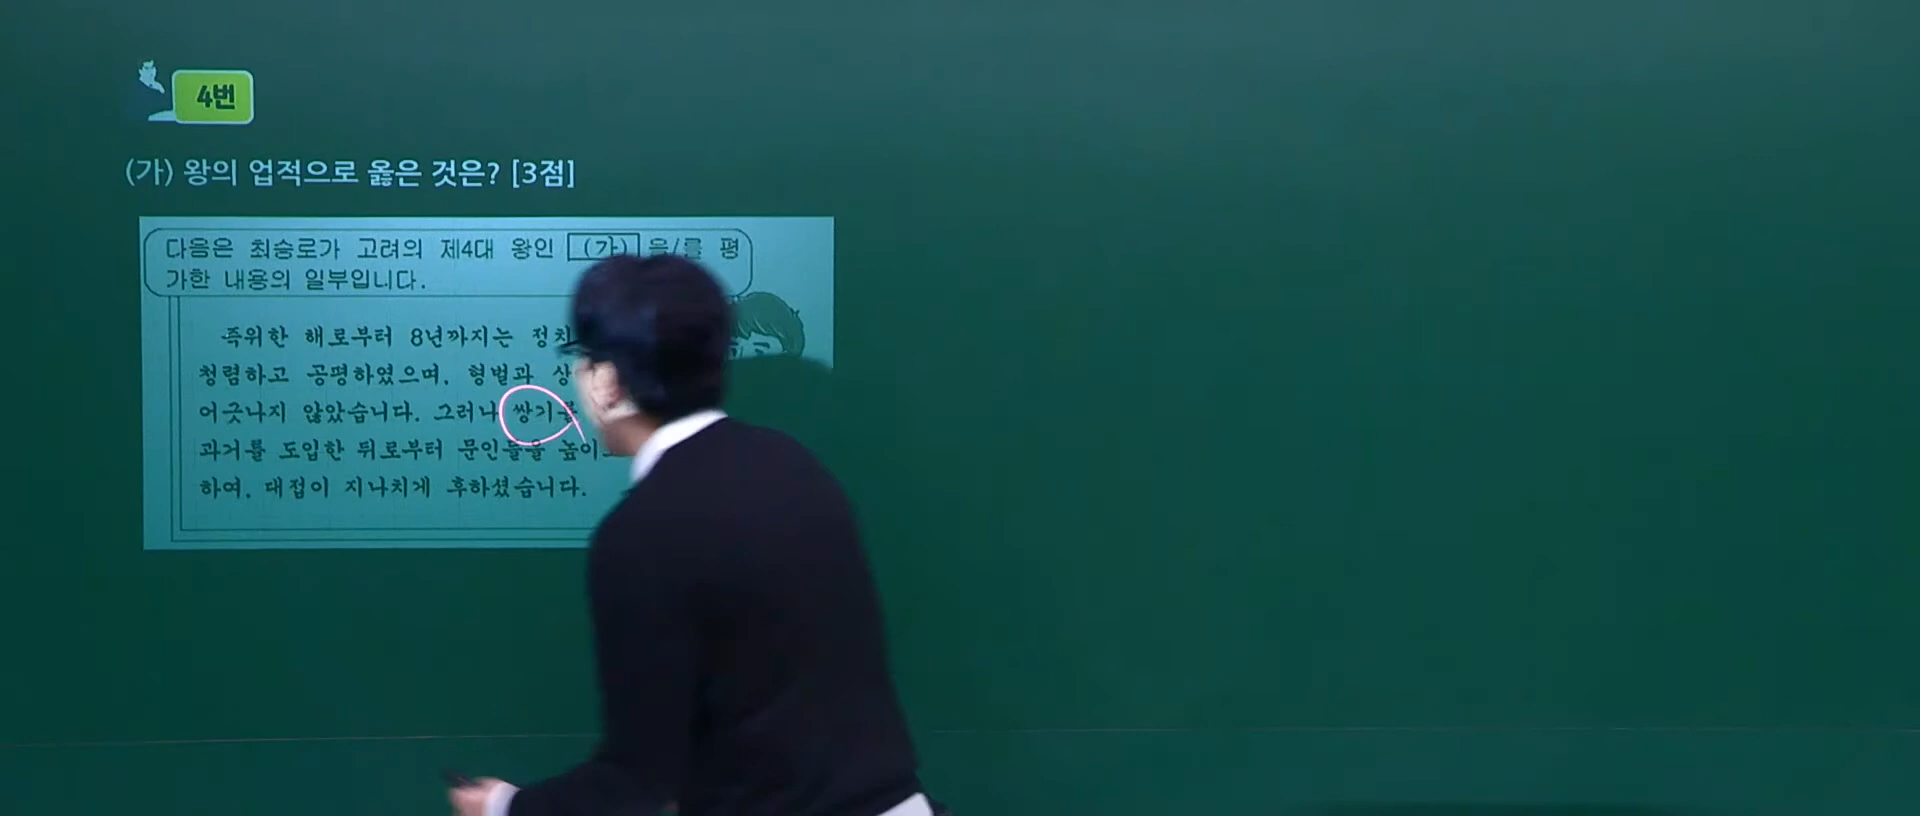 4번
(가) 왕의 업적으로 옳은 것은? [3점]
다음은 최승로가 고려의 제4대 왕인 (가) 을/를 평
가한 내용의 일부입니다.
즉위한 해로부터 8년까지는 정치
청렴하고 공평하였으며, 형벌과
어긋나지 않았습니다. 그러나 쌍기를
과거를 도입한 뒤로부터 문인들을
하여, 대접이 지나치게 후하셨습니다.